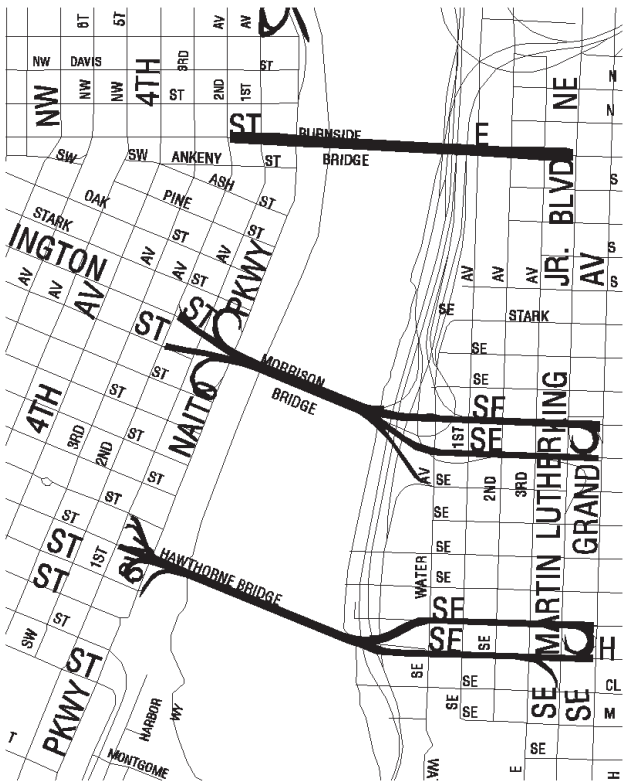 6T
5T
AV
AV
NW
DAVIS
3RD
ST
NW
NW
NW
4TH
ST
2ND
1ST
NE
N
N
ST
BURNSIDE
BRIDGE
E
SW
SW
ANKENY
ST
ASH
S
OAK
PINE
ST
STARK
ST
ST
INGTON
AV
AV
AV
AV
AV
ST
AV
PKWY
JR. BLVD
AV
AV
AV
AV
S
S
ST
ST
SE
STARK
ST
SE
MORRISON
BRIDGE
SE
4TH
ST
NAITO
SE
3RD
2ND
ST
1ST
SE
ST
AV
SE
2ND
3RD
MARTIN LUTHER KING
GRAND
ST
SE
ST
ST
1ST
HAWTHORNE BRIDGE
SE
ST
WATER
SE
SE
ST
SE
SE
SW
ST
SE
H
SE
CL
PKWY
HARBOR
WY
SE
SE
SE
SE
M
T
MONTGOME
WA
SE
E
H